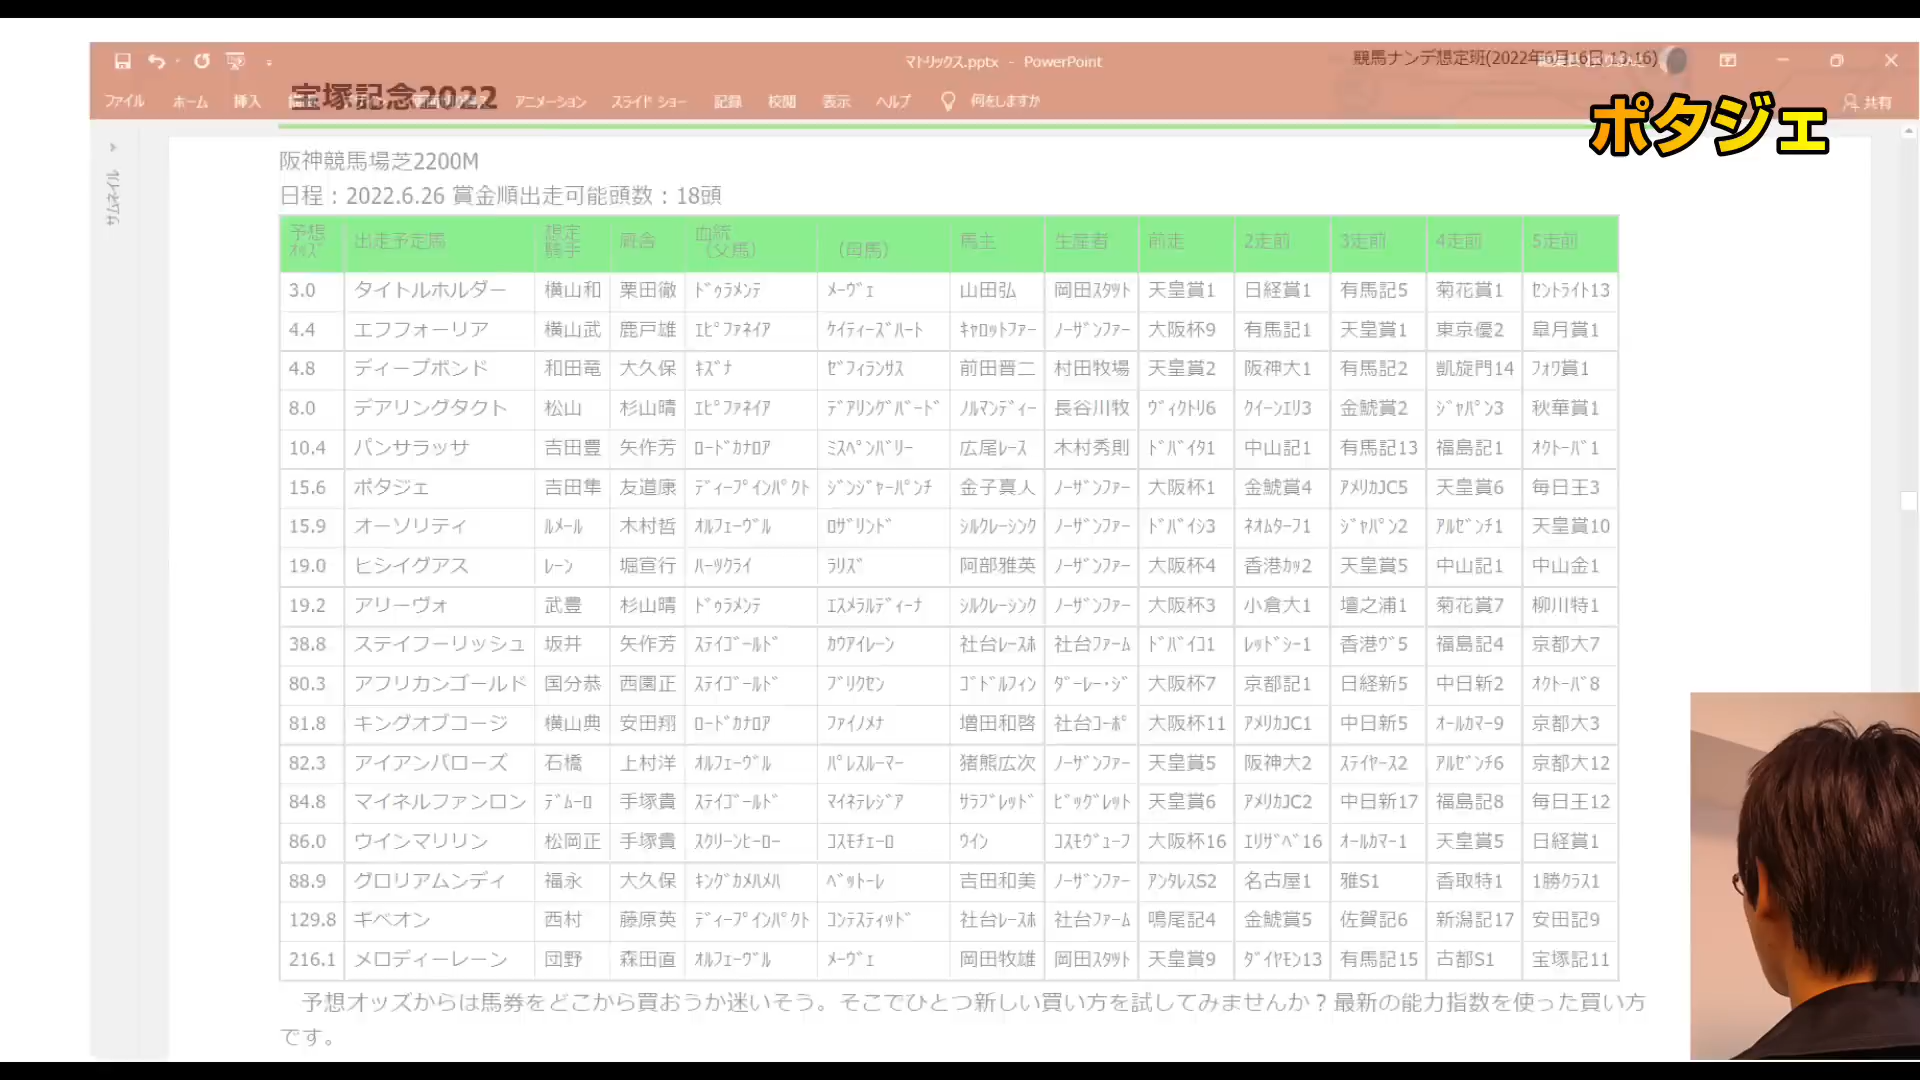 マトリックス.pptx - PowerPoint
競馬ナンデ想定班(2022年6月16日 13:16)
ファイル ホーム 挿入 アニメーション スライド ショー 記録 校閲 表示 ヘルプ 何をしますか 共有
宝塚記念2022
ポタジェ
サムネイル
阪神競馬場芝2200M
日程：2022.6.26 賞金順出走可能頭数：18頭
予想ｵｯｽﾞ 出走予定馬 想定騎手 厩舎 血統（父馬） （母馬） 馬主 生産者 前走 2走前 3走前 4走前 5走前
3.0 タイトルホルダー 横山和 栗田徹 ﾄﾞｩﾗﾒﾝﾃ ﾒｰｳﾞｪ 山田弘 岡田ｽﾀｯﾄ 天皇賞1 日経賞1 有馬記5 菊花賞1 ｾﾝﾄﾗｲﾄ13
4.4 エフフォーリア 横山武 鹿戸雄 ｴﾋﾟﾌｧﾈｲｱ ｹｲﾃｨｰｽﾞﾊｰﾄ ｷｬﾛｯﾄﾌｧｰ ﾉｰｻﾞﾝﾌｧｰ 大阪杯9 有馬記1 天皇賞1 東京優2 皐月賞1
4.8 ディープボンド 和田竜 大久保 ｷｽﾞﾅ ｾﾞﾌｨﾗﾝｻｽ 前田晋二 村田牧場 天皇賞2 阪神大1 有馬記2 凱旋門14 ﾌｫﾜ賞1
8.0 デアリングタクト 松山 杉山晴 ｴﾋﾟﾌｧﾈｲｱ ﾃﾞｱﾘﾝｸﾞﾊﾞｰﾄﾞ ﾉﾙﾏﾝﾃﾞｨｰ 長谷川牧 ｳﾞｨｸﾄﾘ6 ｸｲｰﾝｴﾘ3 金鯱賞2 ｼﾞｬﾊﾟﾝ3 秋華賞1
10.4 パンサラッサ 吉田豊 矢作芳 ﾛｰﾄﾞｶﾅﾛｱ ﾐｽﾍﾟﾝﾊﾞﾘｰ 広尾ﾚｰｽ 木村秀則 ﾄﾞﾊﾞｲﾀ1 中山記1 有馬記13 福島記1 ｵｸﾄｰﾊﾞ1
15.6 ポタジェ 吉田隼 友道康 ﾃﾞｨｰﾌﾟｲﾝﾊﾟｸﾄ ｼﾞﾝｼﾞｬｰﾊﾟﾝﾁ 金子真人 ﾉｰｻﾞﾝﾌｧｰ 大阪杯1 金鯱賞4 ｱﾒﾘｶJC5 天皇賞6 毎日王3
15.9 オーソリティ ﾙﾒｰﾙ 木村哲 ｵﾙﾌｪｰｳﾞﾙ ﾛｻﾞﾘﾝﾄﾞ ｼﾙｸﾚｰｼﾝｸ ﾉｰｻﾞﾝﾌｧｰ ﾄﾞﾊﾞｲｼ3 ﾈｵﾑﾀｰﾌ1 ｼﾞｬﾊﾟﾝ2 ｱﾙｾﾞﾝﾁ1 天皇賞10
19.0 ヒシイグアス ﾚｰﾝ 堀宣行 ﾊｰﾂｸﾗｲ ﾗﾘｽﾞ 阿部雅英 ﾉｰｻﾞﾝﾌｧｰ 大阪杯4 香港ｶｯ2 天皇賞5 中山記1 中山金1
19.2 アリーヴォ 武豊 杉山晴 ﾄﾞｩﾗﾒﾝﾃ ｴｽﾒﾗﾙﾃﾞｨｰﾅ ｼﾙｸﾚｰｼﾝｸ ﾉｰｻﾞﾝﾌｧｰ 大阪杯3 小倉大1 壇之浦1 菊花賞7 柳川特1
38.8 ステイフーリッシュ 坂井 矢作芳 ｽﾃｲｺﾞｰﾙﾄﾞ ｶｳｱｲﾚｰﾝ 社台ﾚｰｽﾎ 社台ﾌｧｰﾑ ﾄﾞﾊﾞｲｺ1 ﾚｯﾄﾞｼｰ1 香港ｳﾞ5 福島記4 京都大7
80.3 アフリカンゴールド 国分恭 西園正 ｽﾃｲｺﾞｰﾙﾄﾞ ﾌﾞﾘｸｾﾝ ｺﾞﾄﾞﾙﾌｨﾝ ﾀﾞｰﾚｰ･ｼﾞ 大阪杯7 京都記1 日経新5 中日新2 ｵｸﾄｰﾊﾞ8
81.8 キングオブコージ 横山典 安田翔 ﾛｰﾄﾞｶﾅﾛｱ ﾌｧｲﾉﾒﾅ 増田和啓 社台ｺｰﾎﾟ 大阪杯11 ｱﾒﾘｶJC1 中日新5 ｵｰﾙｶﾏｰ9 京都大3
82.3 アイアンバローズ 石橋 上村洋 ｵﾙﾌｪｰｳﾞﾙ ﾊﾟﾚｽﾙｰﾏｰ 猪熊広次 ﾉｰｻﾞﾝﾌｧｰ 天皇賞5 阪神大2 ｽﾃｲﾔｰｽ2 ｱﾙｾﾞﾝﾁ6 京都大12
84.8 マイネルファンロン ﾃﾞﾑｰﾛ 手塚貴 ｽﾃｲｺﾞｰﾙﾄﾞ ﾏｲﾈﾃﾚｼﾞｱ ｻﾗﾌﾞﾚｯﾄﾞ ﾋﾞｯｸﾞﾚｯﾄ 天皇賞6 ｱﾒﾘｶJC2 中日新17 福島記8 毎日王12
86.0 ウインマリリン 松岡正 手塚貴 ｽｸﾘｰﾝﾋｰﾛｰ ｺｽﾓﾁｪｰﾛ ｳｲﾝ ｺｽﾓｳﾞｭｰﾌ 大阪杯16 ｴﾘｻﾞﾍﾞ16 ｵｰﾙｶﾏｰ1 天皇賞5 日経賞1
88.9 グロリアムンディ 福永 大久保 ｷﾝｸﾞｶﾒﾊﾒﾊ ﾍﾞｯﾄｰﾚ 吉田和美 ﾉｰｻﾞﾝﾌｧｰ ｱﾝﾀﾚｽS2 名古屋1 雅S1 香取特1 1勝ｸﾗｽ1
129.8 ギベオン 西村 藤原英 ﾃﾞｨｰﾌﾟｲﾝﾊﾟｸﾄ ｺﾝﾃｽﾃｨｯﾄﾞ 社台ﾚｰｽﾎ 社台ﾌｧｰﾑ 鳴尾記4 金鯱賞5 佐賀記6 新潟記17 安田記9
216.1 メロディーレーン 団野 森田直 ｵﾙﾌｪｰｳﾞﾙ ﾒｰｳﾞｪ 岡田牧雄 岡田ｽﾀｯﾄ 天皇賞9 ﾀﾞｲﾔﾓﾝ13 有馬記15 古都S1 宝塚記11
予想オッズからは馬券をどこから買おうか迷いそう。そこでひとつ新しい買い方を試してみませんか？最新の能力指数を使った買い方
です。